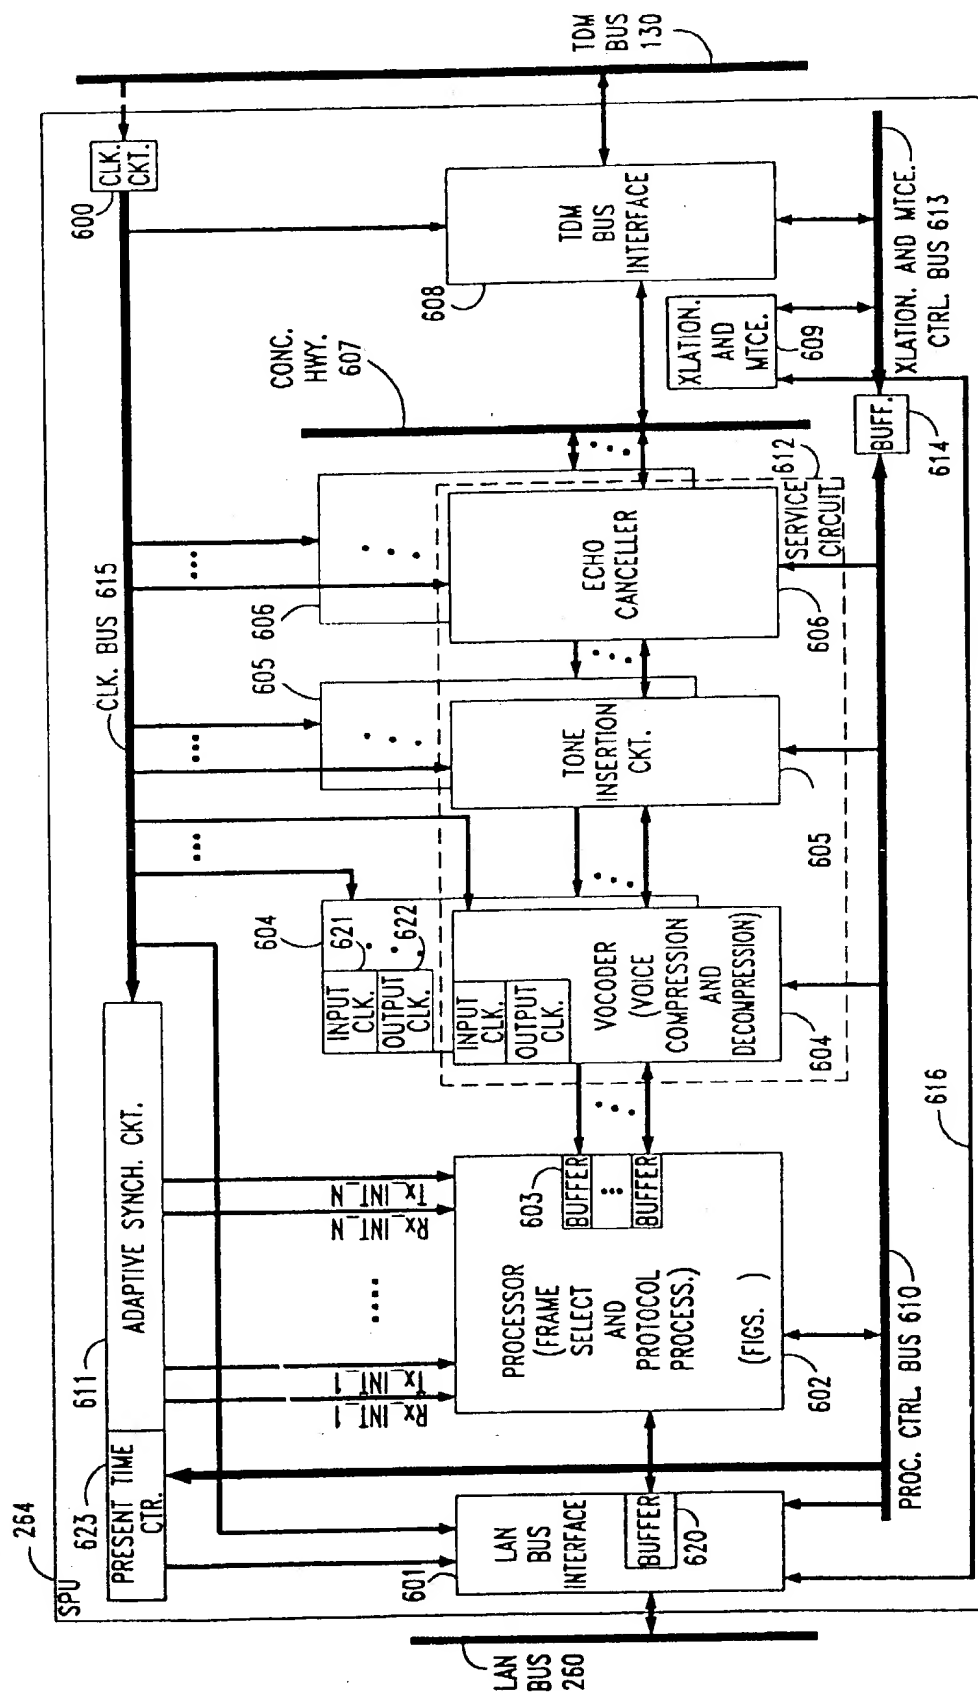 SPU
264
623
PRESENT TIME
CTR.
611
ADAPTIVE SYNCH. CKT.
CLK. BUS 615
600
CLK.
CKT.
TDM
BUS
130
Rx_INT_1
Tx_INT_1
Rx_INT_N
Tx_INT_N
604
621
622
INPUT
CLK.
OUTPUT
CLK.
605
606
CONC.
HWY.
607
LAN
BUS
260
601
LAN
BUS
INTERFACE
BUFFER
620
PROCESSOR
(FRAME
SELECT
AND
PROTOCOL
PROCESS.)
(FIGS. )
602
603
BUFFER
BUFFER
INPUT
CLK.
OUTPUT
CLK.
VOCODER
(VOICE
COMPRESSION
AND
DECOMPRESSION)
604
TONE
INSERTION
CKT.
605
ECHO
CANCELLER
606
SERVICE
CIRCUIT
612
608
TDM
BUS
INTERFACE
XLATION.
AND
MTCE.
609
BUFF.
614
XLATION. AND MTCE.
CTRL. BUS 613
PROC. CTRL. BUS 610
616